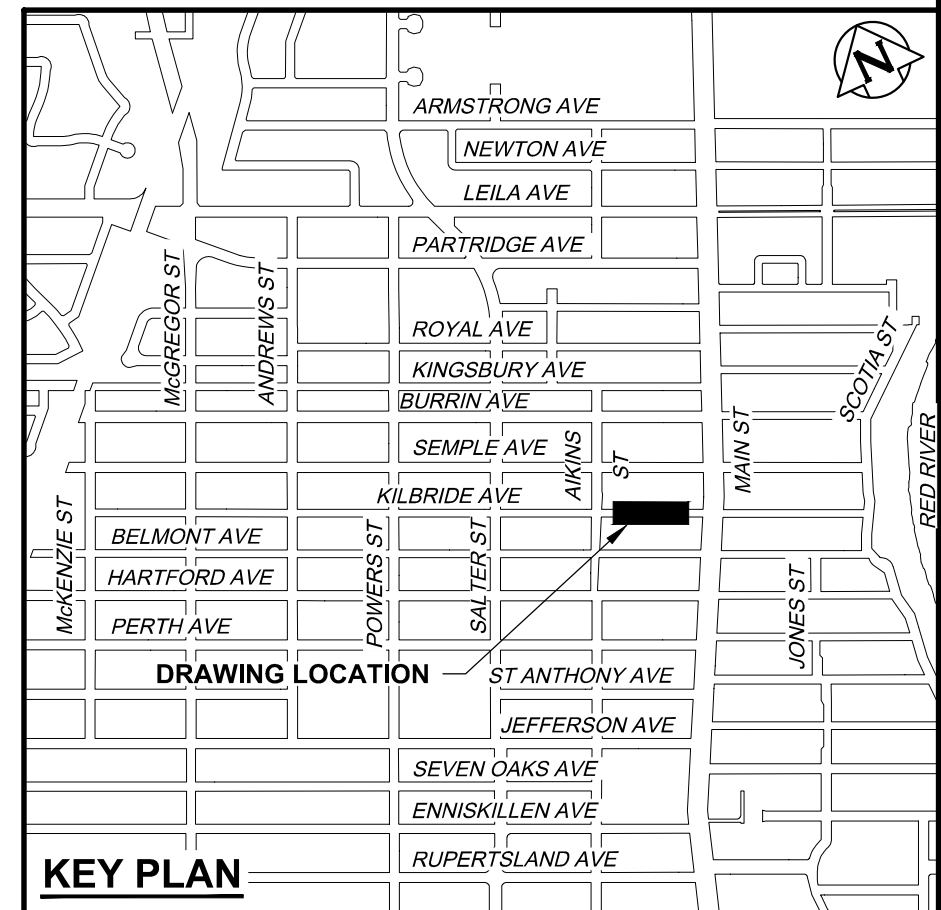 N
ARMSTRONG AVE
NEWTON AVE
LEILA AVE
PARTRIDGE AVE
McGREGOR ST
ANDREWS ST
ROYAL AVE
KINGSBURY AVE
BURRIN AVE
SCOTIA ST
SEMPLE AVE
AIKINS
ST
MAIN ST
RED RIVER
KILBRIDE AVE
McKENZIE ST
BELMONT AVE
POWERS ST
SALTER ST
HARTFORD AVE
JONES ST
PERTH AVE
DRAWING LOCATION
ST ANTHONY AVE
JEFFERSON AVE
SEVEN OAKS AVE
ENNISKILLEN AVE
RUPERTSLAND AVE
KEY PLAN